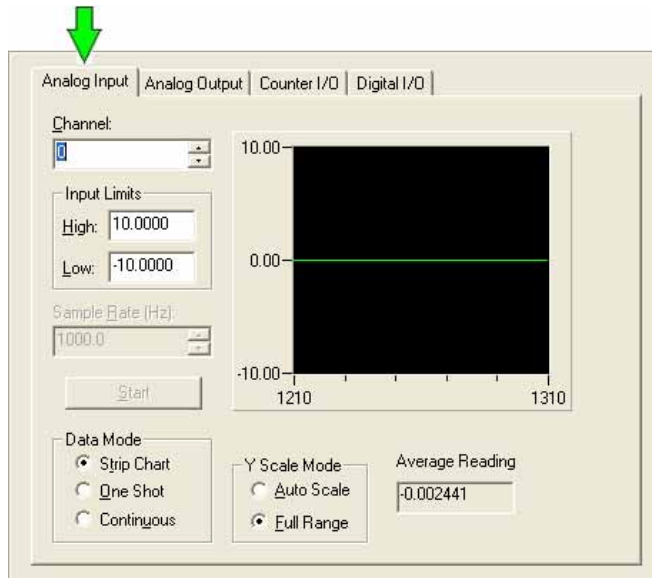 Analog Input
Analog Output
Counter I/O
Digital I/O
Channel:
0
Input Limits
High: 10.0000
Low: -10.0000
Sample Rate (Hz):
1000.0
Start
10.00
0.00
-10.00
1210 1310
Data Mode
Strip Chart
One Shot
Continuous
Y Scale Mode
Auto Scale
Full Range
Average Reading
-0.002441